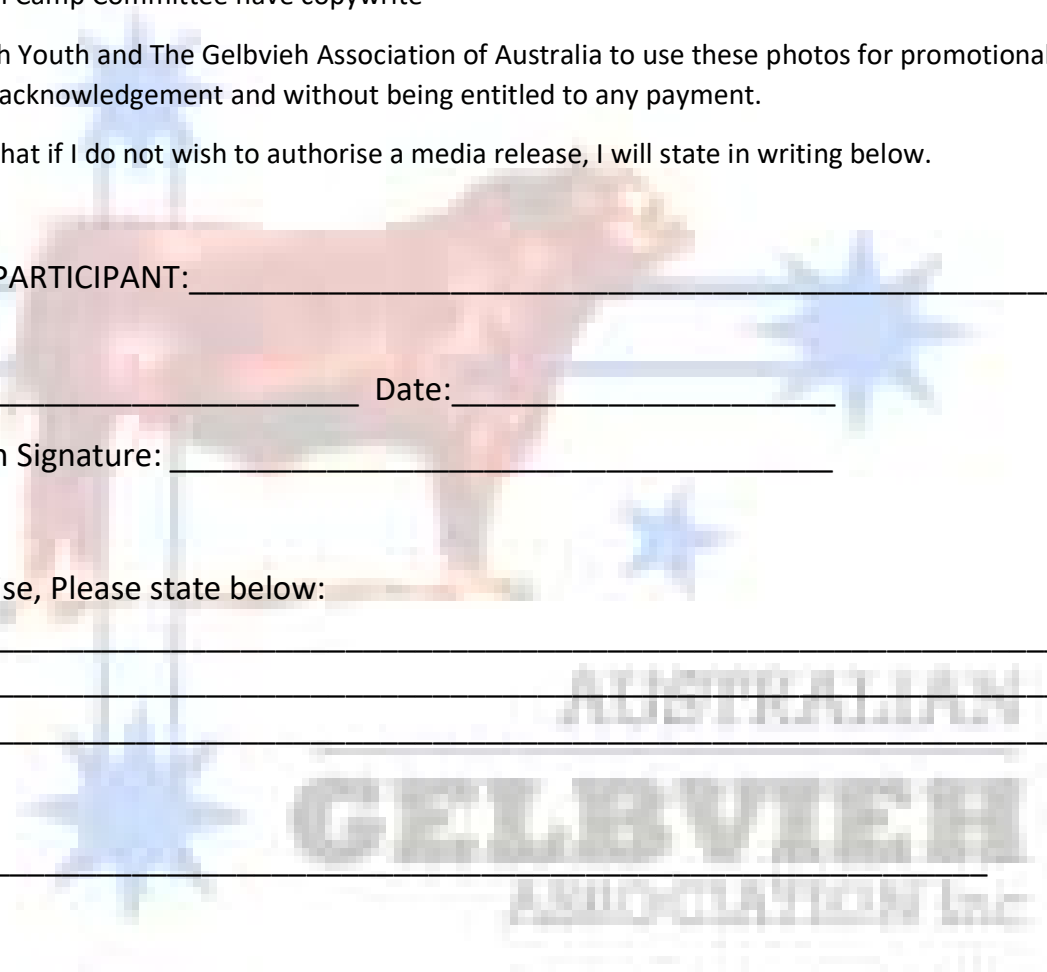 n Camp Committee have copywrite
h Youth and The Gelbvieh Association of Australia to use these photos for promotional
acknowledgement and without being entitled to any payment.
hat if I do not wish to authorise a media release, I will state in writing below.
PARTICIPANT:
Date:
n Signature:
se, Please state below:
AUSTRALIAN
GELBVIEH
ASSOCIATION Inc